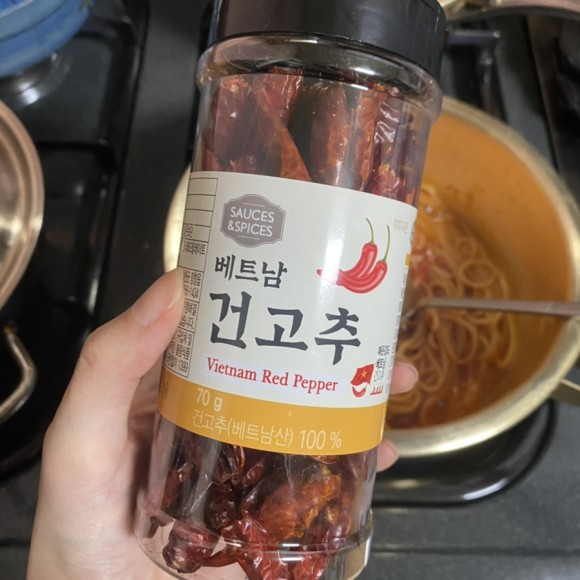 SAUCES
&SPICES
베트남
건고추
Vietnam Red Pepper
70 g
건고추(베트남산) 100 %